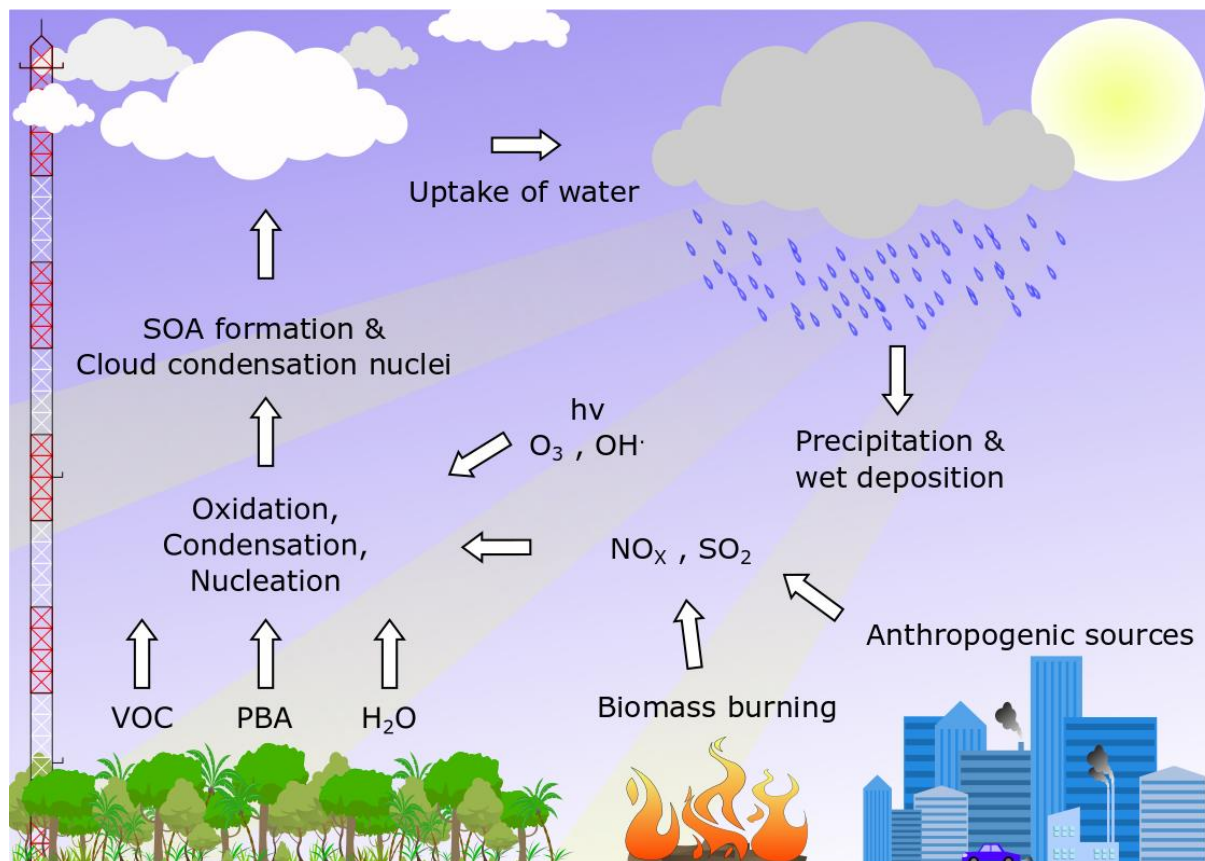 Uptake of water
SOA formation &
Cloud condensation nuclei
hv
O₃ , OH·
Precipitation &
wet deposition
Oxidation,
Condensation,
Nucleation
NOₓ , SO₂
Anthropogenic sources
VOC
PBA
H₂O
Biomass burning